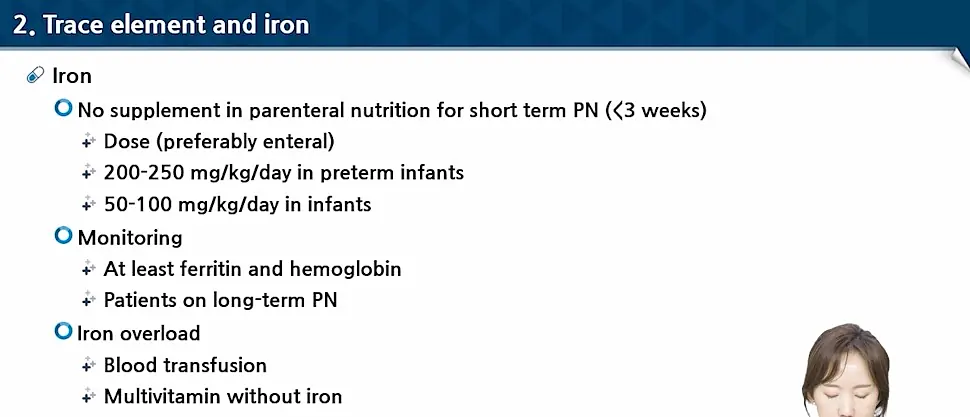 2. Trace element and iron
Iron
No supplement in parenteral nutrition for short term PN (<3 weeks)
Dose (preferably enteral)
200-250 mg/kg/day in preterm infants
50-100 mg/kg/day in infants
Monitoring
At least ferritin and hemoglobin
Patients on long-term PN
Iron overload
Blood transfusion
Multivitamin without iron